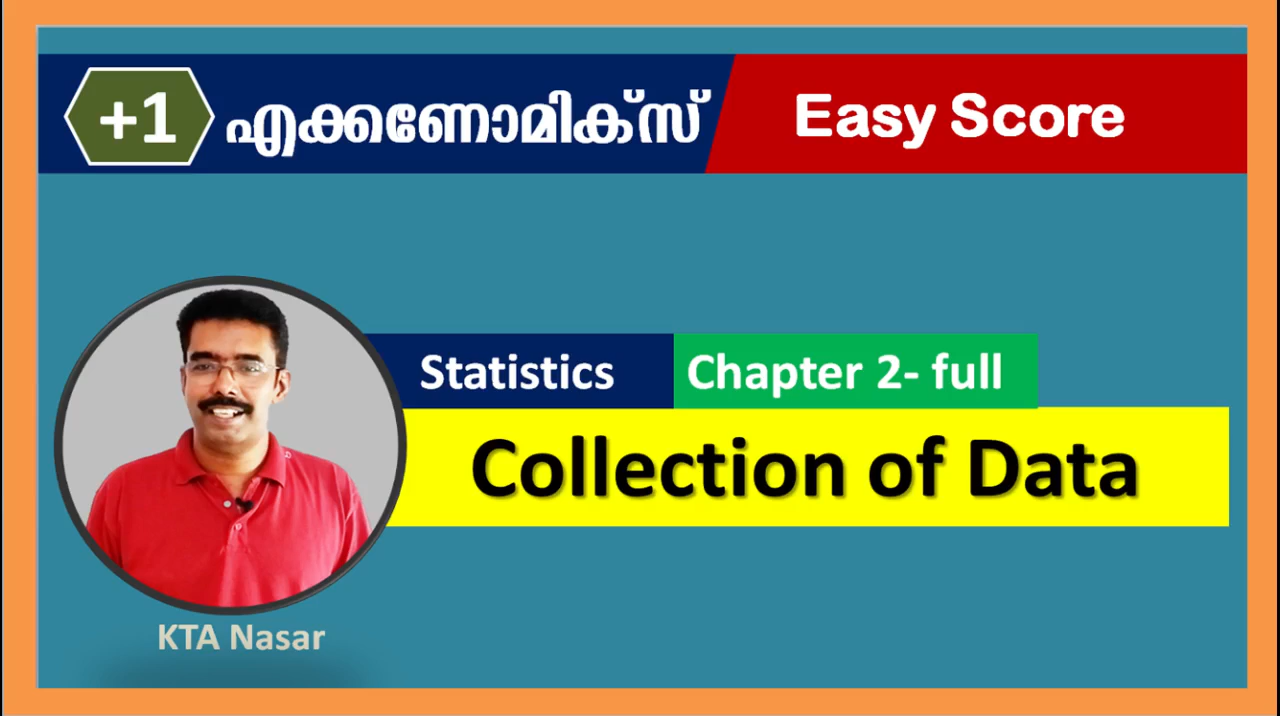 +1 എക്കണോമിക്സ് Easy Score
Statistics Chapter 2- full
Collection of Data
KTA Nasar